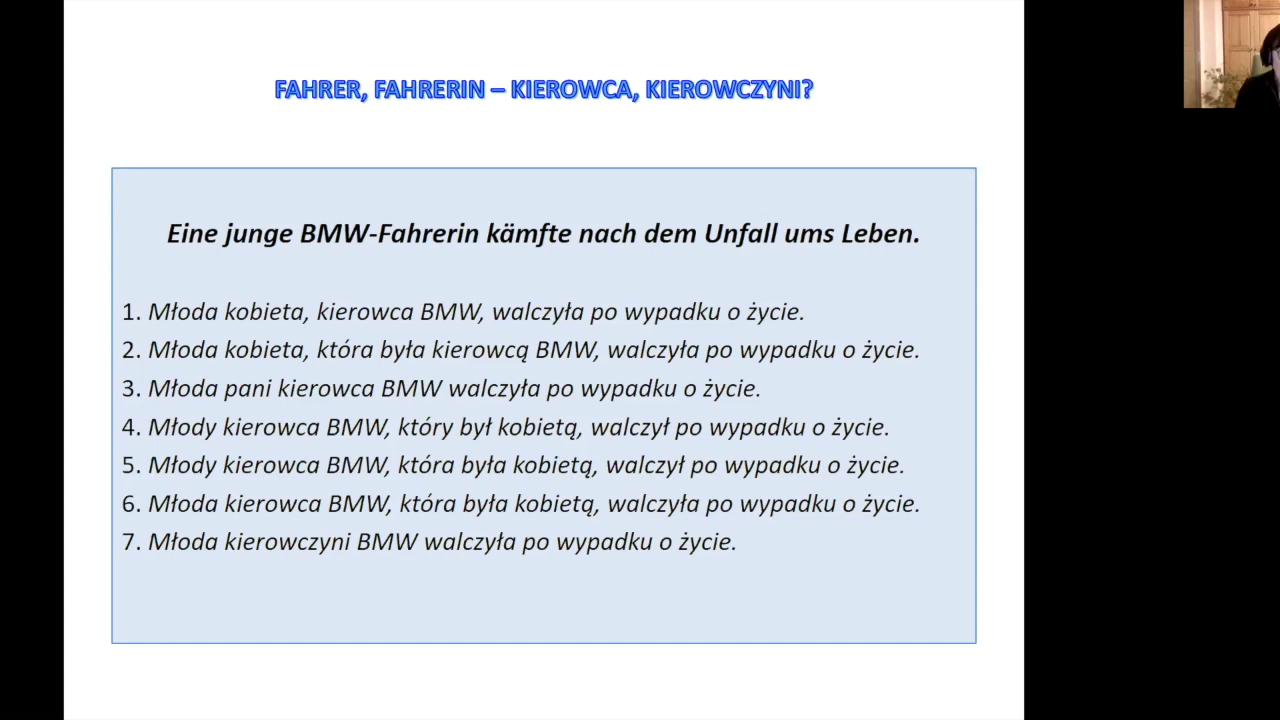 FAHRER, FAHRERIN – KIEROWCA, KIEROWCZYNI?
Eine junge BMW-Fahrerin kämfte nach dem Unfall ums Leben.
1. Młoda kobieta, kierowca BMW, walczyła po wypadku o życie.
2. Młoda kobieta, która była kierowcą BMW, walczyła po wypadku o życie.
3. Młoda pani kierowca BMW walczyła po wypadku o życie.
4. Młody kierowca BMW, który był kobietą, walczył po wypadku o życie.
5. Młody kierowca BMW, która była kobietą, walczył po wypadku o życie.
6. Młoda kierowca BMW, która była kobietą, walczyła po wypadku o życie.
7. Młoda kierowczyni BMW walczyła po wypadku o życie.